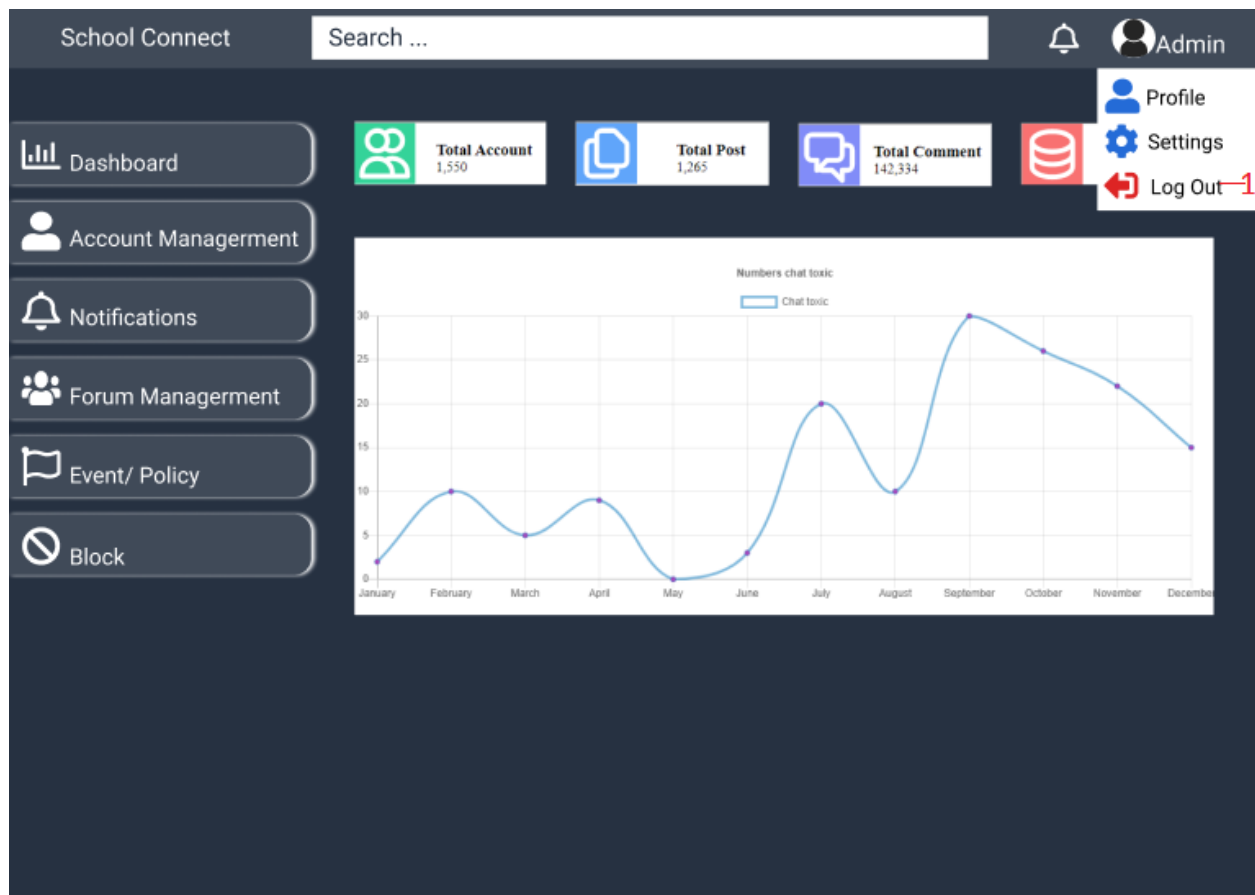 School Connect
Search ...
Admin
Profile
Settings
Log Out
1
Dashboard
Account Managerment
Notifications
Forum Managerment
Event/ Policy
Block
Total Account
1,550
Total Post
1,265
Total Comment
142,334
Numbers chat toxic
Chat toxic
30
25
20
15
10
5
0
January February March April May June July August September October November December